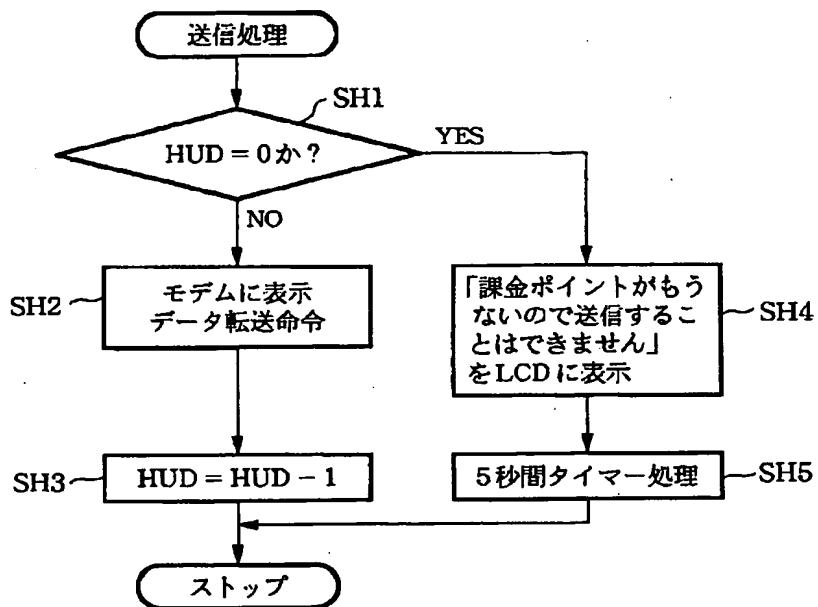 送信処理
SH1
HUD = 0か?
YES
NO
SH2
モデムに表示
データ転送命令
「課金ポイントがもう
ないので送信するこ
とはできません」
をLCDに表示
SH4
SH3
HUD = HUD − 1
5秒間タイマー処理
SH5
ストップ